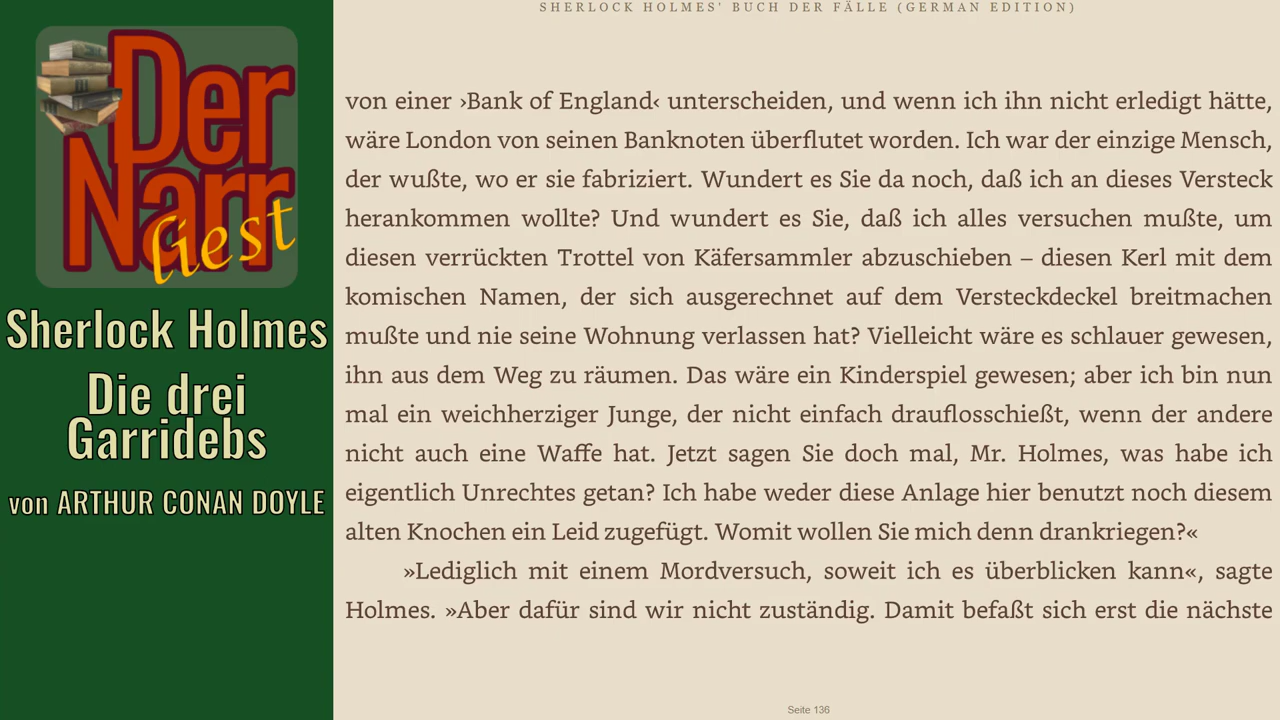 Der
Narr
liest
Sherlock Holmes
Die drei
Garridebs
von ARTHUR CONAN DOYLE
SHERLOCK HOLMES' BUCH DER FÄLLE (GERMAN EDITION)
von einer ›Bank of England‹ unterscheiden, und wenn ich ihn nicht erledigt hätte,
wäre London von seinen Banknoten überflutet worden. Ich war der einzige Mensch,
der wußte, wo er sie fabriziert. Wundert es Sie da noch, daß ich an dieses Versteck
herankommen wollte? Und wundert es Sie, daß ich alles versuchen mußte, um
diesen verrückten Trottel von Käfersammler abzuschieben – diesen Kerl mit dem
komischen Namen, der sich ausgerechnet auf dem Versteckdeckel breitmachen
mußte und nie seine Wohnung verlassen hat? Vielleicht wäre es schlauer gewesen,
ihn aus dem Weg zu räumen. Das wäre ein Kinderspiel gewesen; aber ich bin nun
mal ein weichherziger Junge, der nicht einfach drauflosschießt, wenn der andere
nicht auch eine Waffe hat. Jetzt sagen Sie doch mal, Mr. Holmes, was habe ich
eigentlich Unrechtes getan? Ich habe weder diese Anlage hier benutzt noch diesem
alten Knochen ein Leid zugefügt. Womit wollen Sie mich denn drankriegen?«
»Lediglich mit einem Mordversuch, soweit ich es überblicken kann«, sagte
Holmes. »Aber dafür sind wir nicht zuständig. Damit befaßt sich erst die nächste
Seite 136